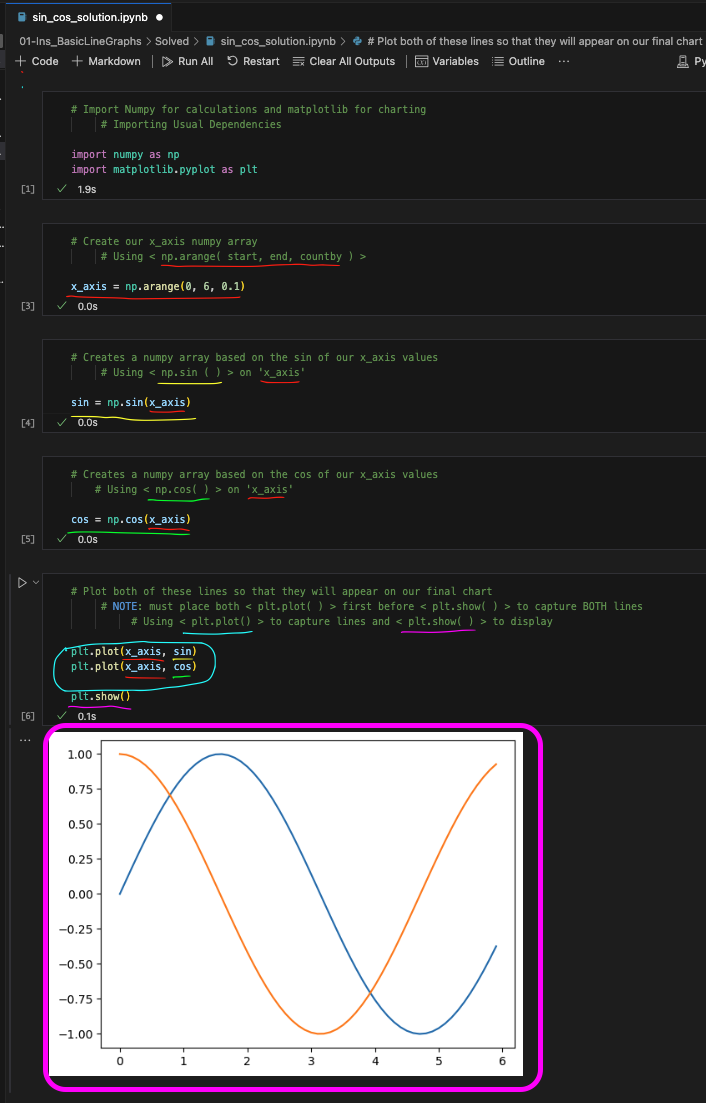 sin_cos_solution.ipynb
01-Ins_BasicLineGraphs > Solved > sin_cos_solution.ipynb > # Plot both of these lines so that they will appear on our final chart
+ Code + Markdown | Run All Restart Clear All Outputs | Variables Outline ... Py
# Import Numpy for calculations and matplotlib for charting
# Importing Usual Dependencies
import numpy as np
import matplotlib.pyplot as plt
[1] ✓ 1.9s
# Create our x_axis numpy array
# Using < np.arange( start, end, countby ) >
x_axis = np.arange(0, 6, 0.1)
[3] ✓ 0.0s
# Creates a numpy array based on the sin of our x_axis values
# Using < np.sin ( ) > on 'x_axis'
sin = np.sin(x_axis)
[4] ✓ 0.0s
# Creates a numpy array based on the cos of our x_axis values
# Using < np.cos( ) > on 'x_axis'
cos = np.cos(x_axis)
[5] ✓ 0.0s
# Plot both of these lines so that they will appear on our final chart
# NOTE: must place both < plt.plot( ) > first before < plt.show( ) > to capture BOTH lines
# Using < plt.plot() > to capture lines and < plt.show( ) > to display
plt.plot(x_axis, sin)
plt.plot(x_axis, cos)
plt.show()
[6] ✓ 0.1s
...
1.00
0.75
0.50
0.25
0.00
−0.25
−0.50
−0.75
−1.00
0 1 2 3 4 5 6